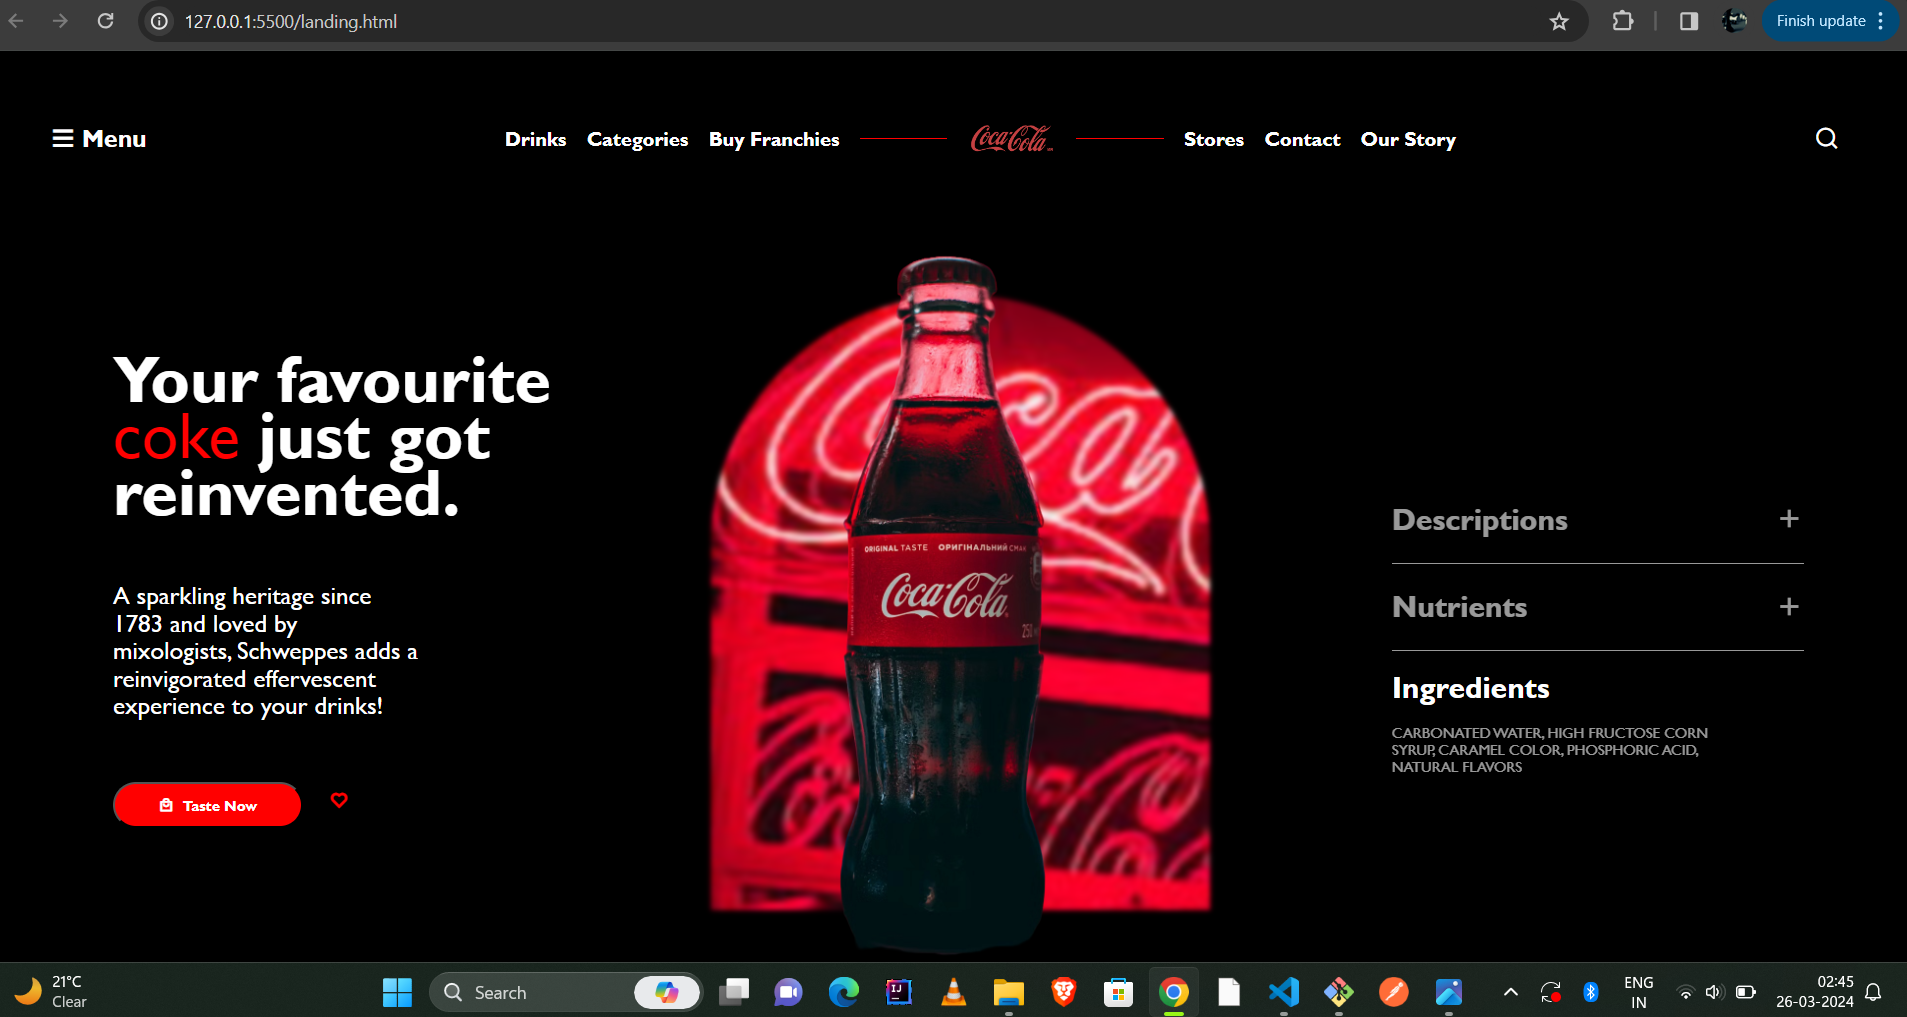 127.0.0.1:5500/landing.html
Finish update
Menu
Drinks Categories Buy Franchies Coca-Cola Stores Contact Our Story
Your favourite
coke just got
reinvented.
A sparkling heritage since
1783 and loved by
mixologists, Schweppes adds a
reinvigorated effervescent
experience to your drinks!
Taste Now
ORIGINAL TASTE ОРИГІНАЛЬНИЙ СМАК
Coca-Cola
250
Descriptions +
Nutrients +
Ingredients
CARBONATED WATER, HIGH FRUCTOSE CORN
SYRUP, CARAMEL COLOR, PHOSPHORIC ACID,
NATURAL FLAVORS
21°C
Clear
Search
ENG
IN
02:45
26-03-2024